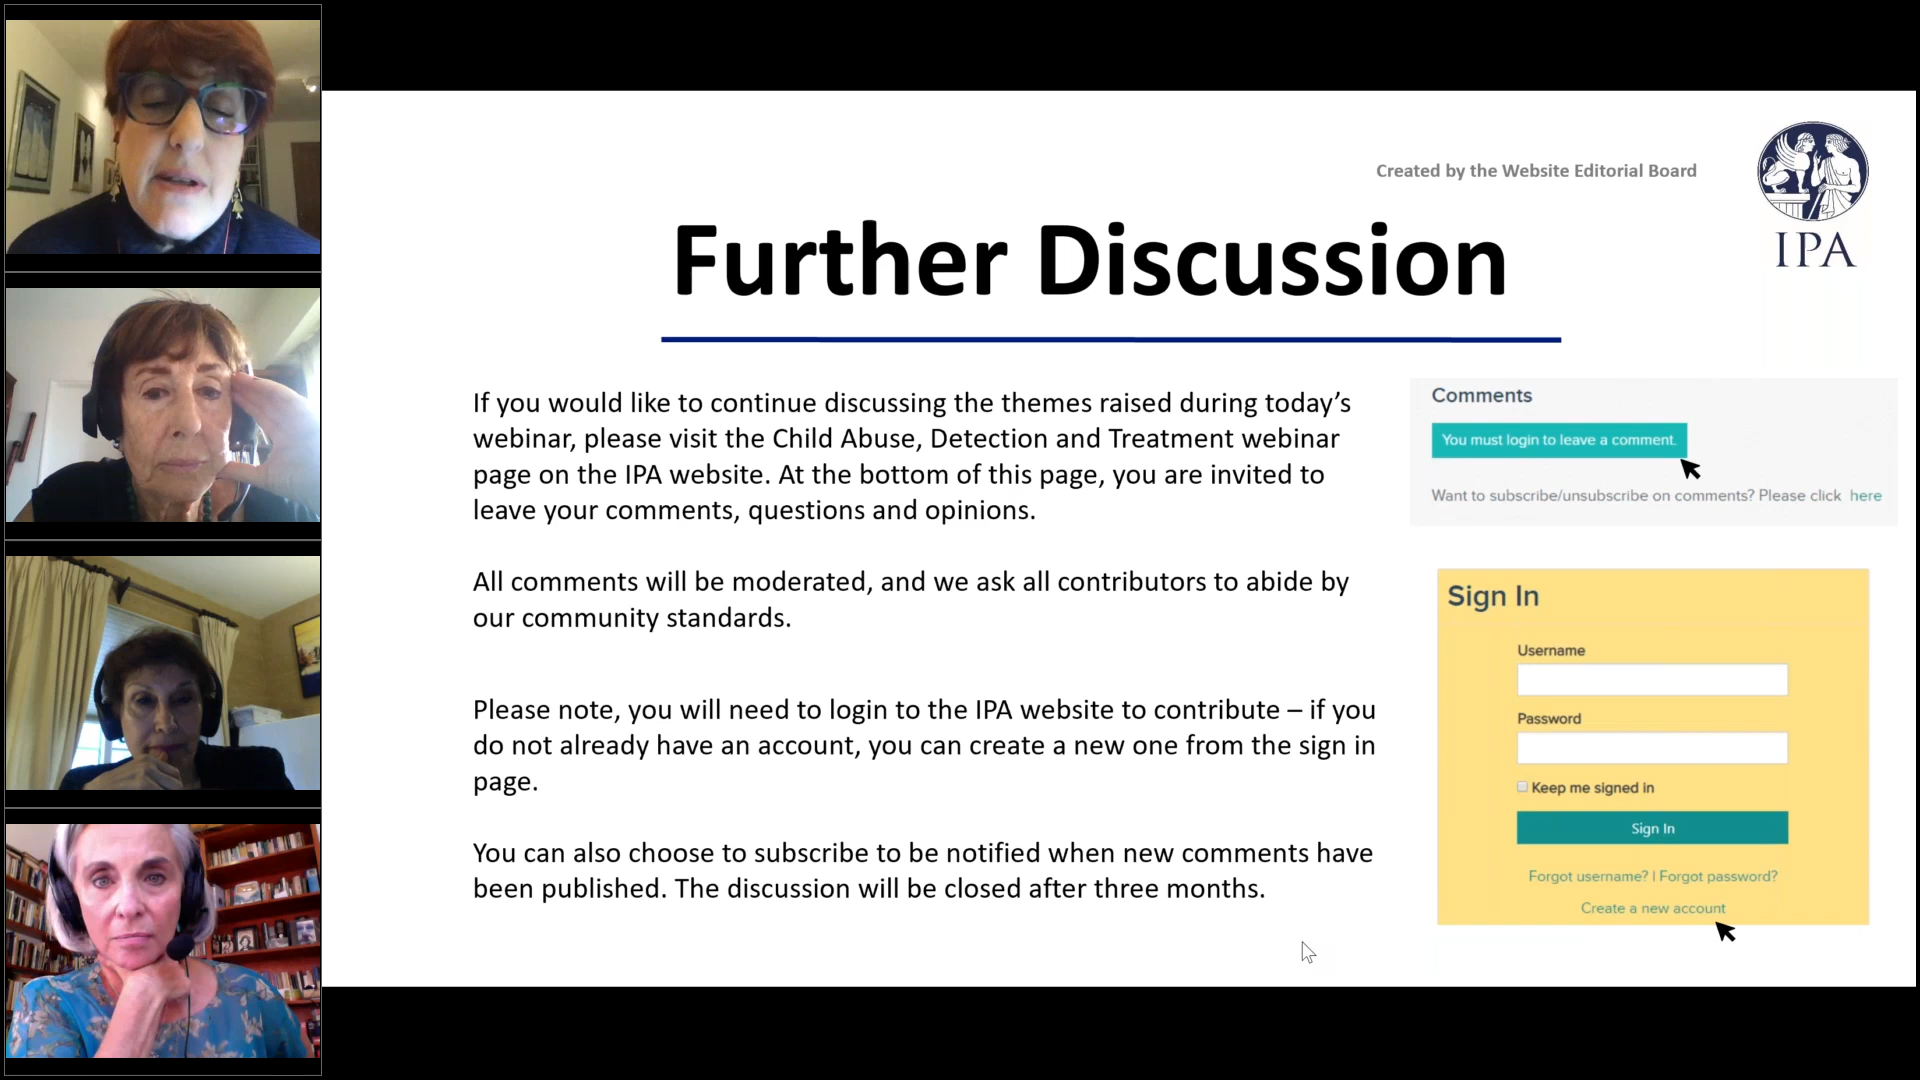 Created by the Website Editorial Board
IPA
Further Discussion
If you would like to continue discussing the themes raised during today’s
webinar, please visit the Child Abuse, Detection and Treatment webinar
page on the IPA website. At the bottom of this page, you are invited to
leave your comments, questions and opinions.
All comments will be moderated, and we ask all contributors to abide by
our community standards.
Please note, you will need to login to the IPA website to contribute – if you
do not already have an account, you can create a new one from the sign in
page.
You can also choose to subscribe to be notified when new comments have
been published. The discussion will be closed after three months.
Comments
You must login to leave a comment.
Want to subscribe/unsubscribe on comments? Please click here
Sign In
Username
Password
Keep me signed in
Sign In
Forgot username? | Forgot password?
Create a new account